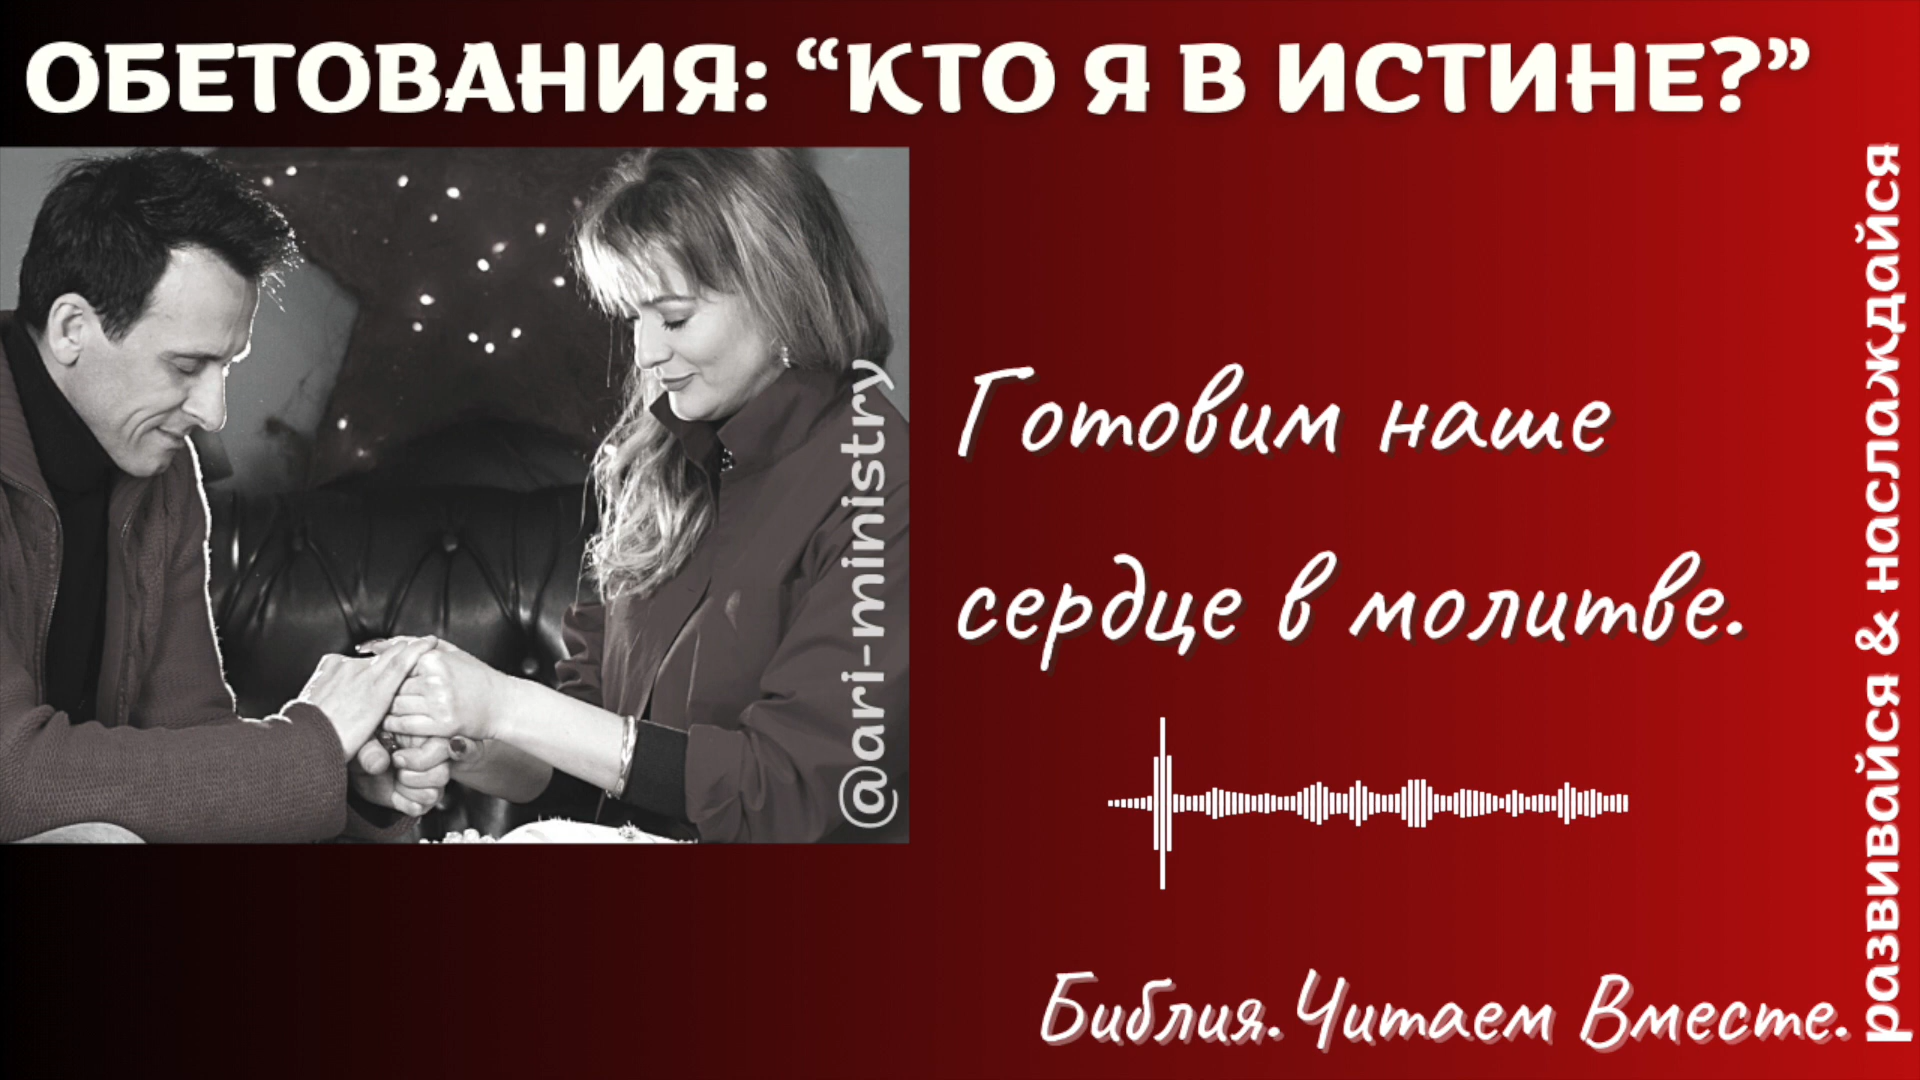 ОБЕТОВАНИЯ: “КТО Я В ИСТИНЕ?”
@ari-ministry
Готовим наше
сердце в молитве.
Библия.Читаем Вместе.
развивайся & наслаждайся